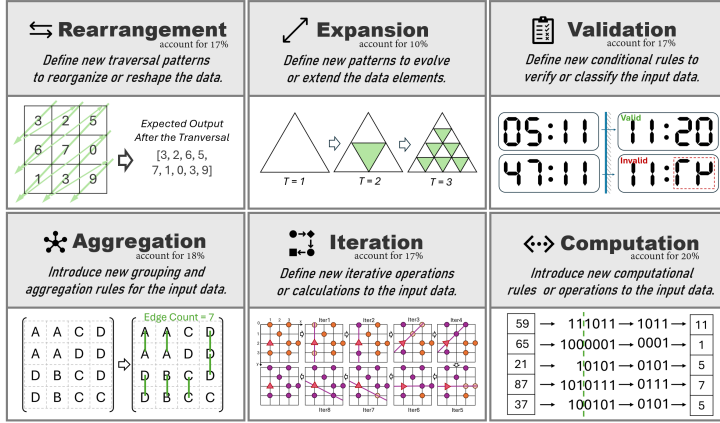 Rearrangement
account for 17%
Define new traversal patterns
to reorganize or reshape the data.
3 2 5
6 7 0
1 3 9
Expected Output
After the Tranversal
[3, 2, 6, 5,
7, 1, 0, 3, 9]
Expansion
account for 10%
Define new patterns to evolve
or extend the data elements.
T = 1
T = 2
T = 3
Validation
account for 17%
Define new conditional rules to
verify or classify the input data.
05:11
Valid
11:20
47:11
Invalid
Aggregation
account for 18%
Introduce new grouping and
aggregation rules for the input data.
A A C D
A A D D
D B C D
D B C C
Edge Count = 7
A A C D
A A D D
D B C D
D B C C
Iteration
account for 17%
Define new iterative operations
or calculations to the input data.
Iter1
Iter2
Iter3
Iter4
Iter8
Iter7
Iter6
Iter5
Computation
account for 20%
Introduce new computational
rules or operations to the input data.
59 111011 1011 11
65 1000001 0001 1
21 10101 0101 5
87 1010111 0111 7
37 100101 0101 5